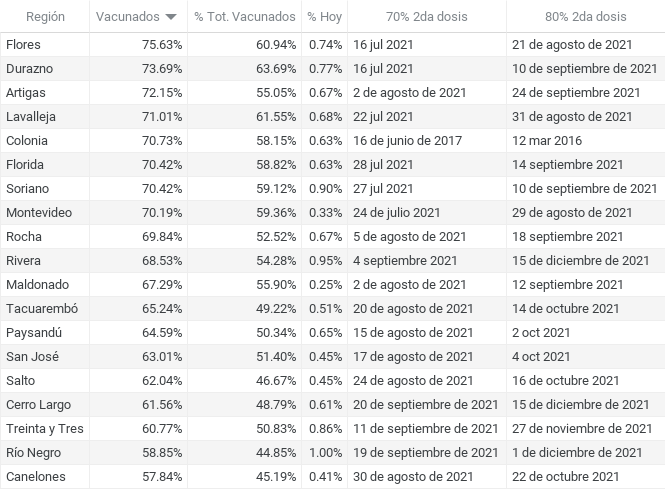 Región Vacunados % Tot. Vacunados % Hoy 70% 2da dosis 80% 2da dosis
Flores 75.63% 60.94% 0.74% 16 jul 2021 21 de agosto de 2021
Durazno 73.69% 63.69% 0.77% 16 jul 2021 10 de septiembre de 2021
Artigas 72.15% 55.05% 0.67% 2 de agosto de 2021 24 de septiembre de 2021
Lavalleja 71.01% 61.55% 0.68% 22 jul 2021 31 de agosto de 2021
Colonia 70.73% 58.15% 0.63% 16 de junio de 2017 12 mar 2016
Florida 70.42% 58.82% 0.63% 28 jul 2021 14 septiembre 2021
Soriano 70.42% 59.12% 0.90% 27 jul 2021 10 de septiembre de 2021
Montevideo 70.19% 59.36% 0.33% 24 de julio 2021 29 de agosto de 2021
Rocha 69.84% 52.52% 0.67% 5 de agosto de 2021 18 septiembre 2021
Rivera 68.53% 54.28% 0.95% 4 septiembre 2021 15 de diciembre de 2021
Maldonado 67.29% 55.90% 0.25% 2 de agosto de 2021 12 septiembre 2021
Tacuarembó 65.24% 49.22% 0.51% 20 de agosto de 2021 14 de octubre 2021
Paysandú 64.59% 50.34% 0.65% 15 de agosto de 2021 2 oct 2021
San José 63.01% 51.40% 0.45% 17 de agosto de 2021 4 oct 2021
Salto 62.04% 46.67% 0.45% 24 de agosto de 2021 16 de octubre 2021
Cerro Largo 61.56% 48.79% 0.61% 20 de septiembre de 2021 15 de diciembre de 2021
Treinta y Tres 60.77% 50.83% 0.86% 11 de septiembre de 2021 27 de noviembre de 2021
Río Negro 58.85% 44.85% 1.00% 19 de septiembre de 2021 1 de diciembre de 2021
Canelones 57.84% 45.19% 0.41% 30 de agosto de 2021 22 de octubre 2021